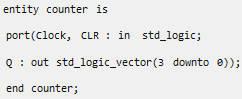 entity counter is
port(Clock, CLR : in std_logic;
Q : out std_logic_vector(3 downto 0));
end counter;